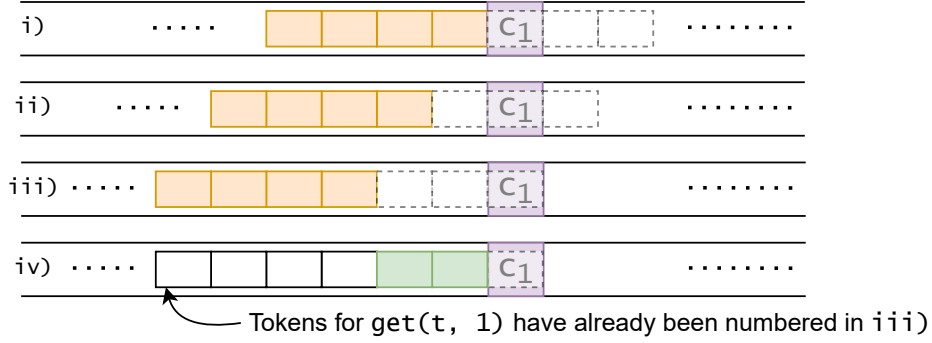 i) ..... C1 ........
ii) ..... C1 ........
iii) ..... C1 ........
iv) ..... C1 ........
Tokens for get(t, 1) have already been numbered in iii)